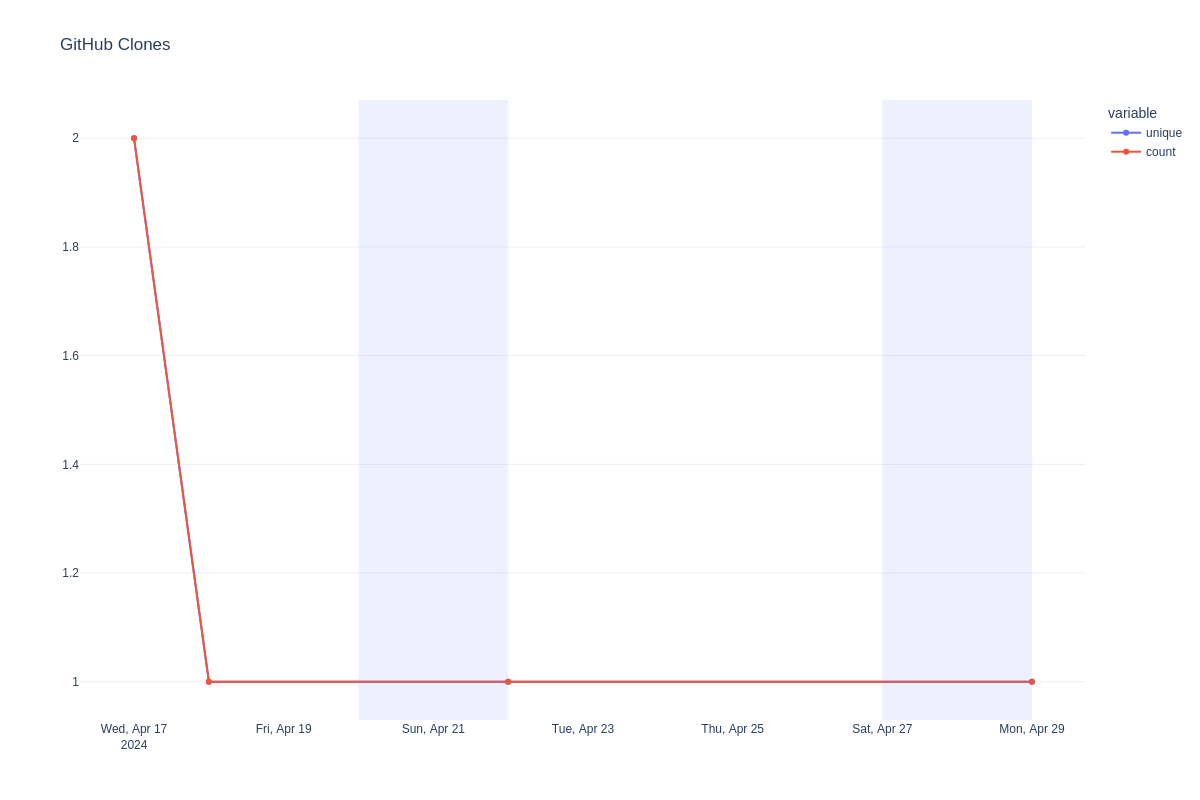 GitHub Clones
variable
unique
count
2
1.8
1.6
1.4
1.2
1
Wed, Apr 17
2024
Fri, Apr 19
Sun, Apr 21
Tue, Apr 23
Thu, Apr 25
Sat, Apr 27
Mon, Apr 29